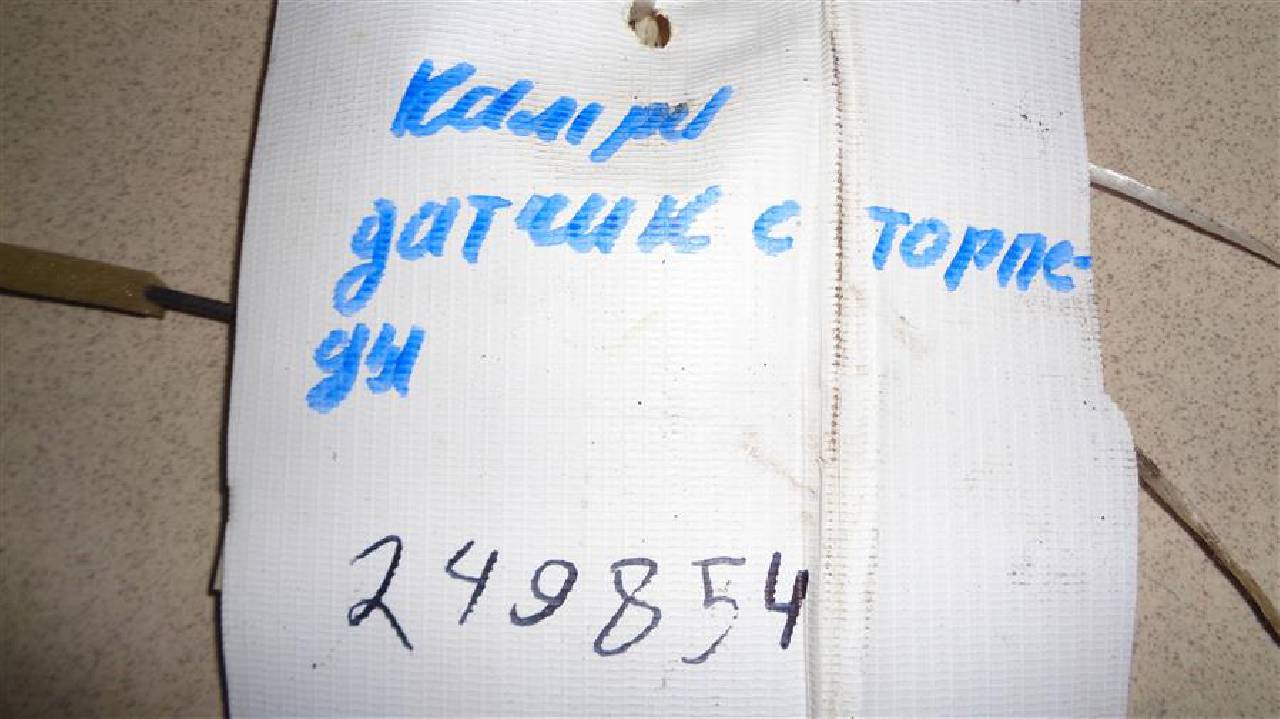 Камри
датчик с торпе-
ды
249854